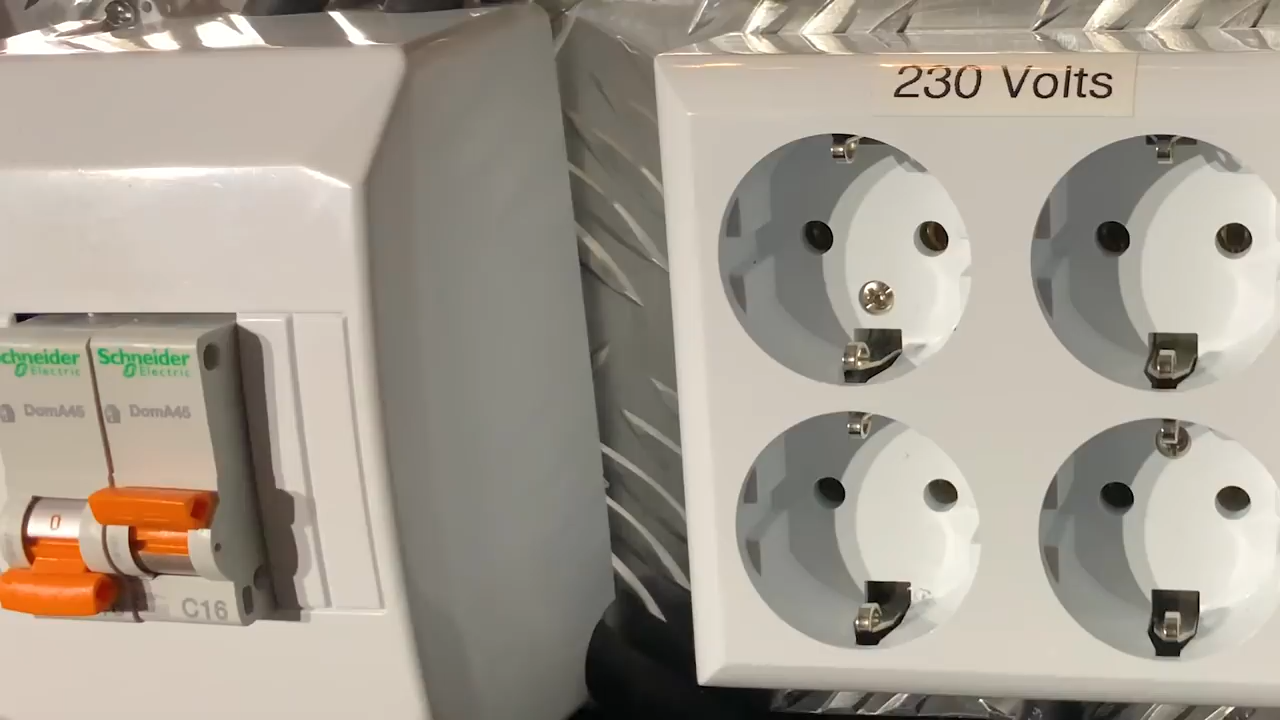 230 Volts
Schneider
Electric
DomA45
Schneider
Electric
DomA45
0
C16